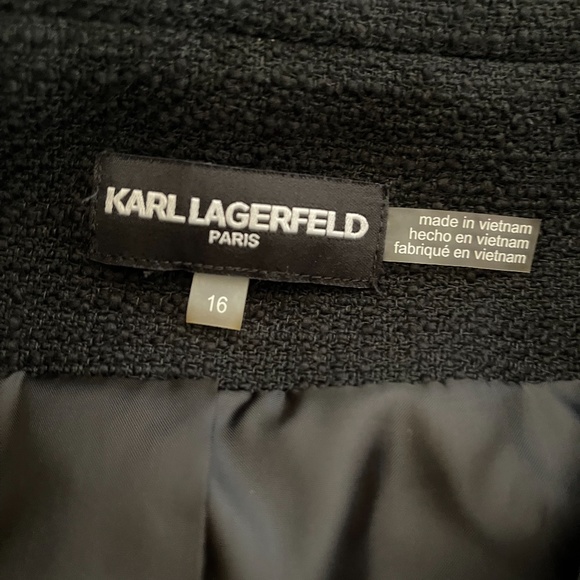 KARL LAGERFELD
PARIS
16
made in vietnam
hecho en vietnam
fabriqué en vietnam